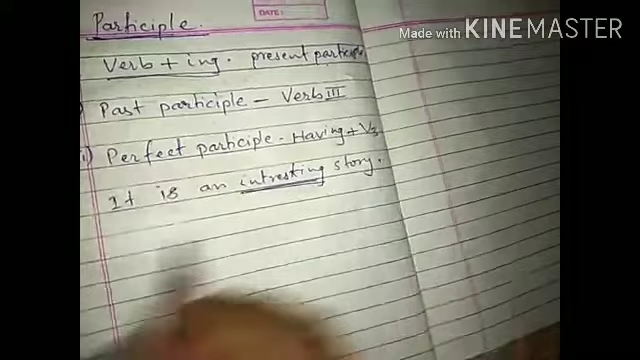 DATE:
Made with KINEMASTER
Participle.
Verb + ing. present participle
Past participle – Verb III
i) Perfect participle - Having + V3
It is an intresting story.